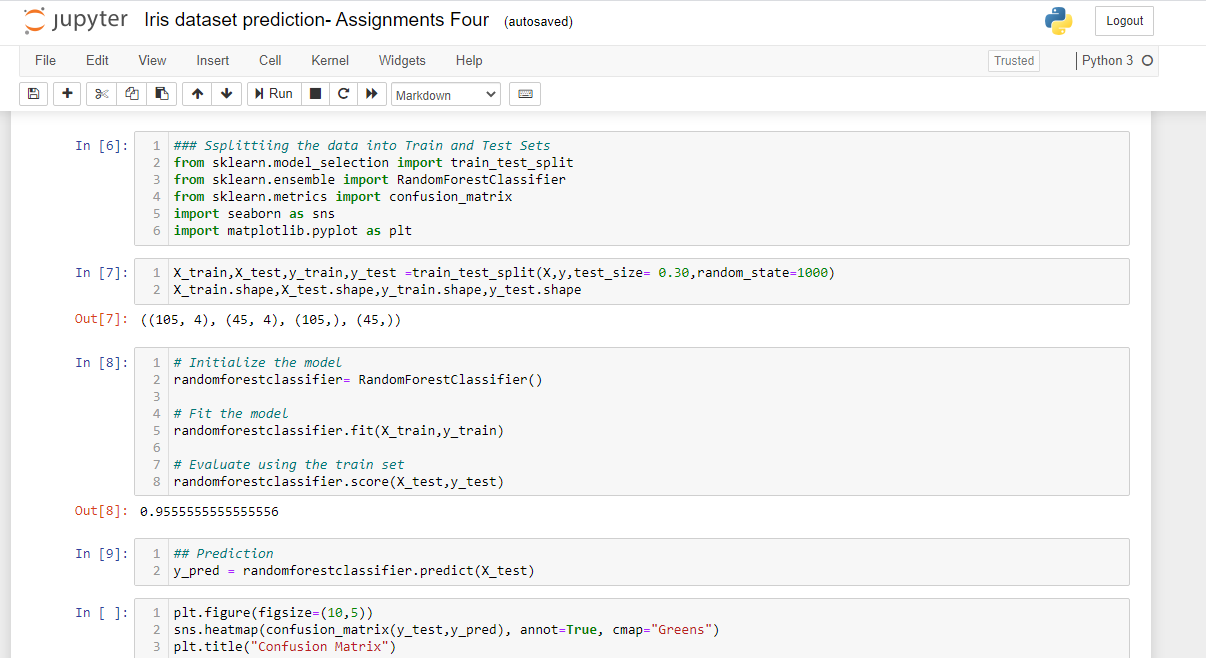 jupyter Iris dataset prediction- Assignments Four (autosaved) Logout
File Edit View Insert Cell Kernel Widgets Help Trusted Python 3
Run Markdown
In [6]: 1 ### Ssplittiing the data into Train and Test Sets
2 from sklearn.model_selection import train_test_split
3 from sklearn.ensemble import RandomForestClassifier
4 from sklearn.metrics import confusion_matrix
5 import seaborn as sns
6 import matplotlib.pyplot as plt
In [7]: 1 X_train,X_test,y_train,y_test =train_test_split(X,y,test_size= 0.30,random_state=1000)
2 X_train.shape,X_test.shape,y_train.shape,y_test.shape
Out[7]: ((105, 4), (45, 4), (105,), (45,))
In [8]: 1 # Initialize the model
2 randomforestclassifier= RandomForestClassifier()
3
4 # Fit the model
5 randomforestclassifier.fit(X_train,y_train)
6
7 # Evaluate using the train set
8 randomforestclassifier.score(X_test,y_test)
Out[8]: 0.9555555555555556
In [9]: 1 ## Prediction
2 y_pred = randomforestclassifier.predict(X_test)
In [ ]: 1 plt.figure(figsize=(10,5))
2 sns.heatmap(confusion_matrix(y_test,y_pred), annot=True, cmap="Greens")
3 plt.title("Confusion Matrix")